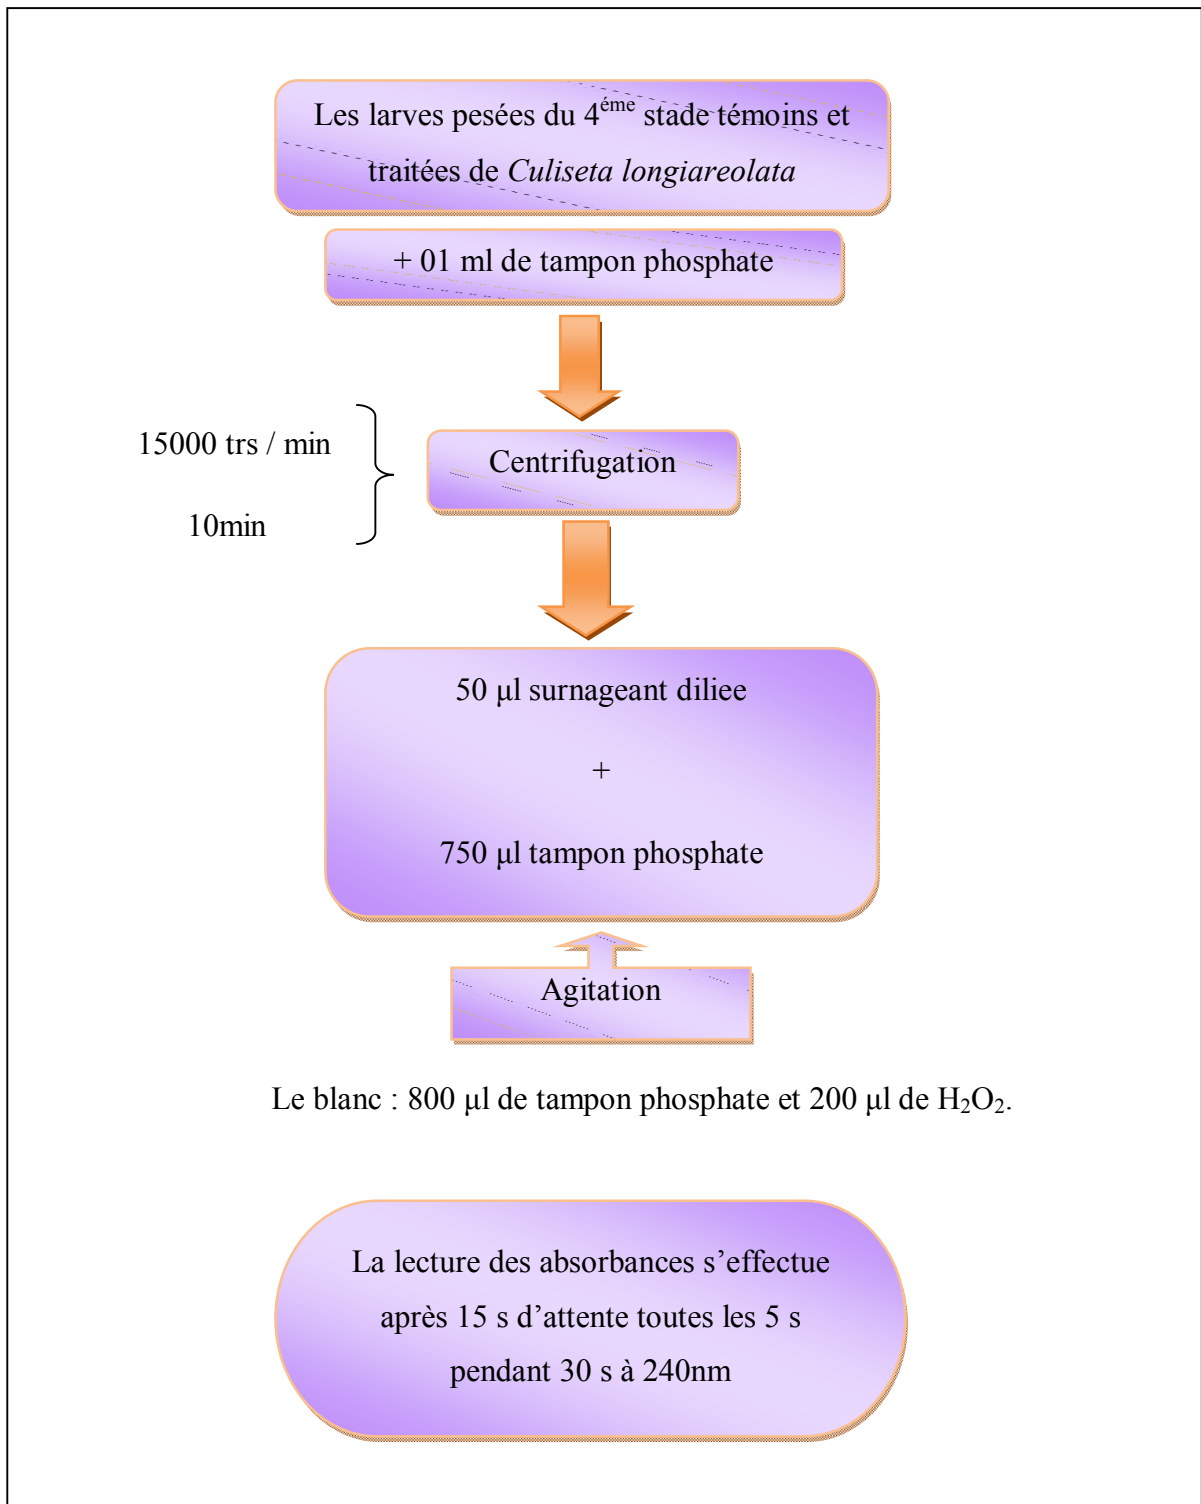 Les larves pesées du 4éme stade témoins et
traitées de Culiseta longiareolata
+ 01 ml de tampon phosphate
15000 trs / min
10min
Centrifugation
50 µl surnageant diliee
+
750 µl tampon phosphate
Agitation
Le blanc : 800 µl de tampon phosphate et 200 µl de H₂O₂.
La lecture des absorbances s’effectue
après 15 s d’attente toutes les 5 s
pendant 30 s à 240nm